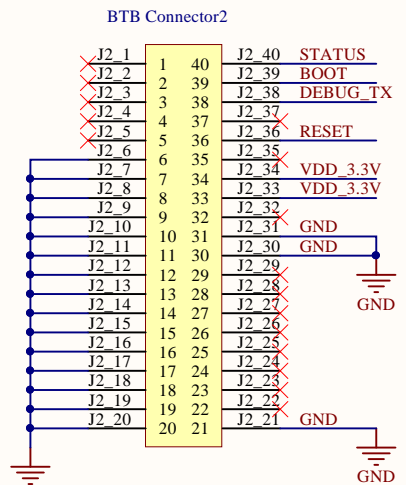 BTB Connector2
J2_1 1 40 J2_40 STATUS
J2_2 2 39 J2_39 BOOT
J2_3 3 38 J2_38 DEBUG_TX
J2_4 4 37 J2_37
J2_5 5 36 J2_36 RESET
J2_6 6 35 J2_35
J2_7 7 34 J2_34 VDD_3.3V
J2_8 8 33 J2_33 VDD_3.3V
J2_9 9 32 J2_32
J2_10 10 31 J2_31 GND
J2_11 11 30 J2_30 GND
J2_12 12 29 J2_29
J2_13 13 28 J2_28
GND
J2_14 14 27 J2_27
J2_15 15 26 J2_26
J2_16 16 25 J2_25
J2_17 17 24 J2_24
J2_18 18 23 J2_23
J2_19 19 22 J2_22
J2_20 20 21 J2_21 GND
GND